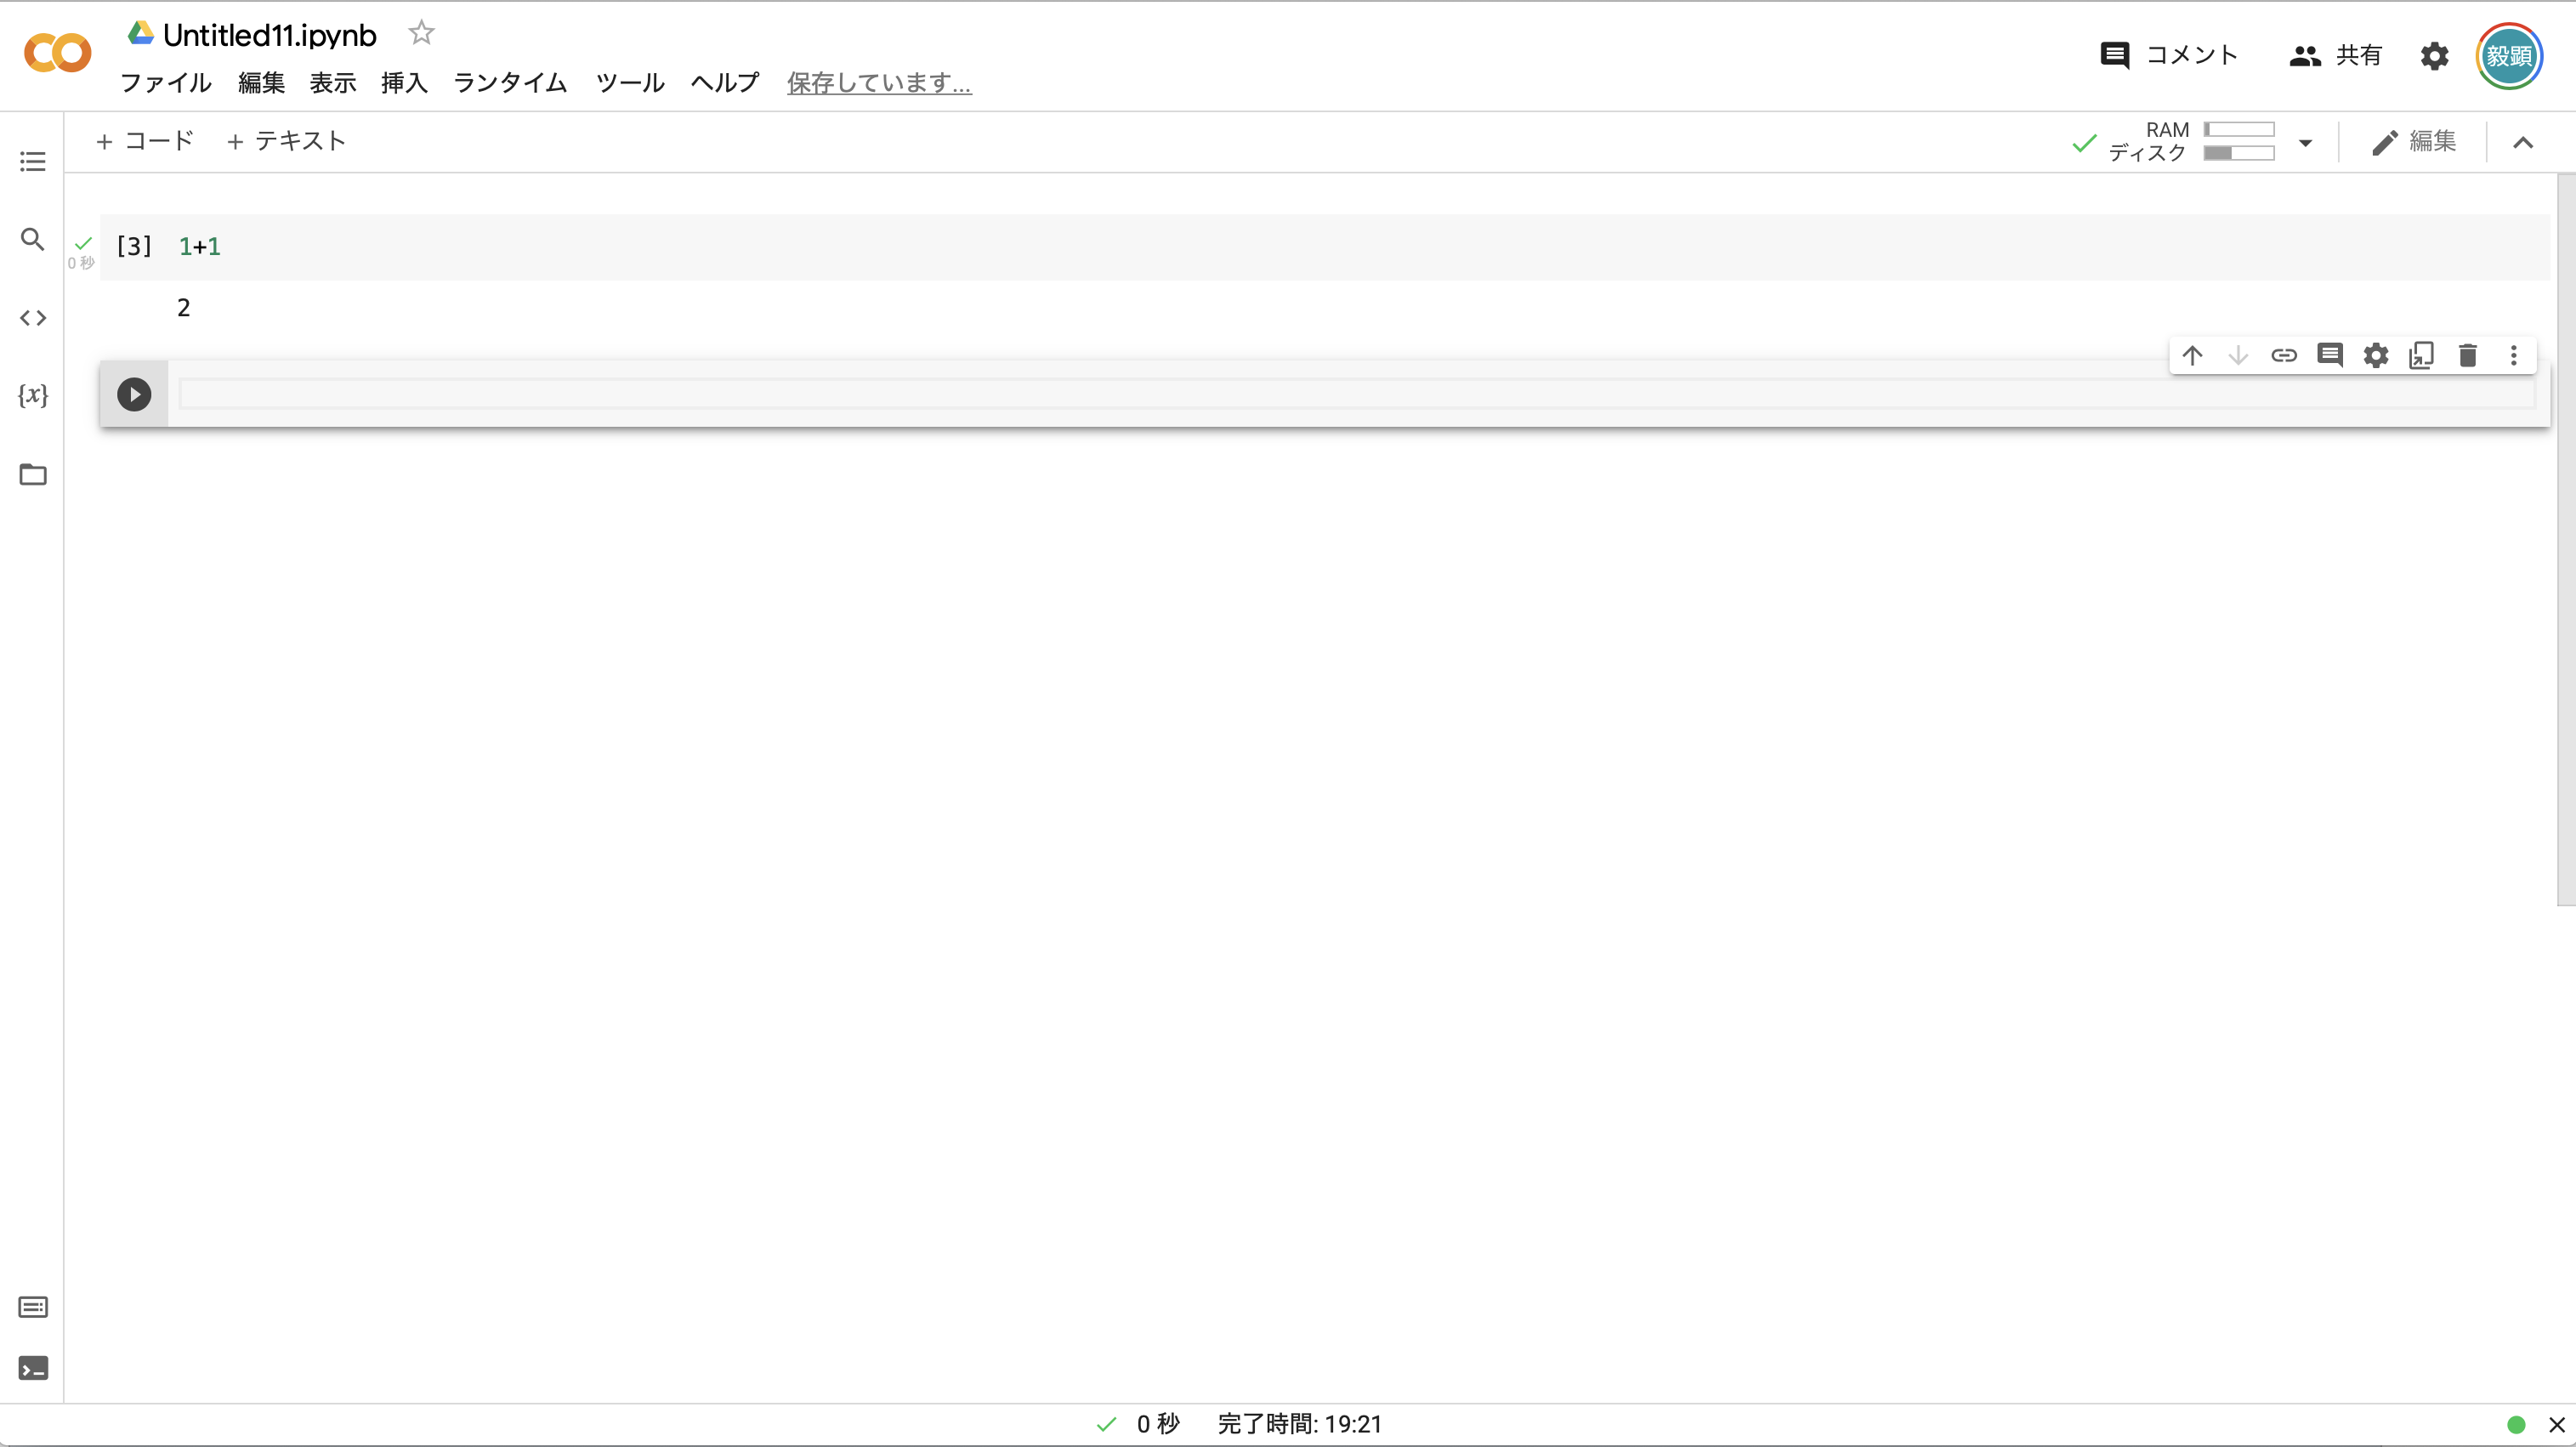 Untitled11.ipynb
ファイル 編集 表示 挿入 ランタイム ツール ヘルプ 保存しています...
コメント 共有 毅顕
+ コード + テキスト
RAM
ディスク
編集
[3] 1+1
0 秒
2
{x}
0 秒 完了時間: 19:21